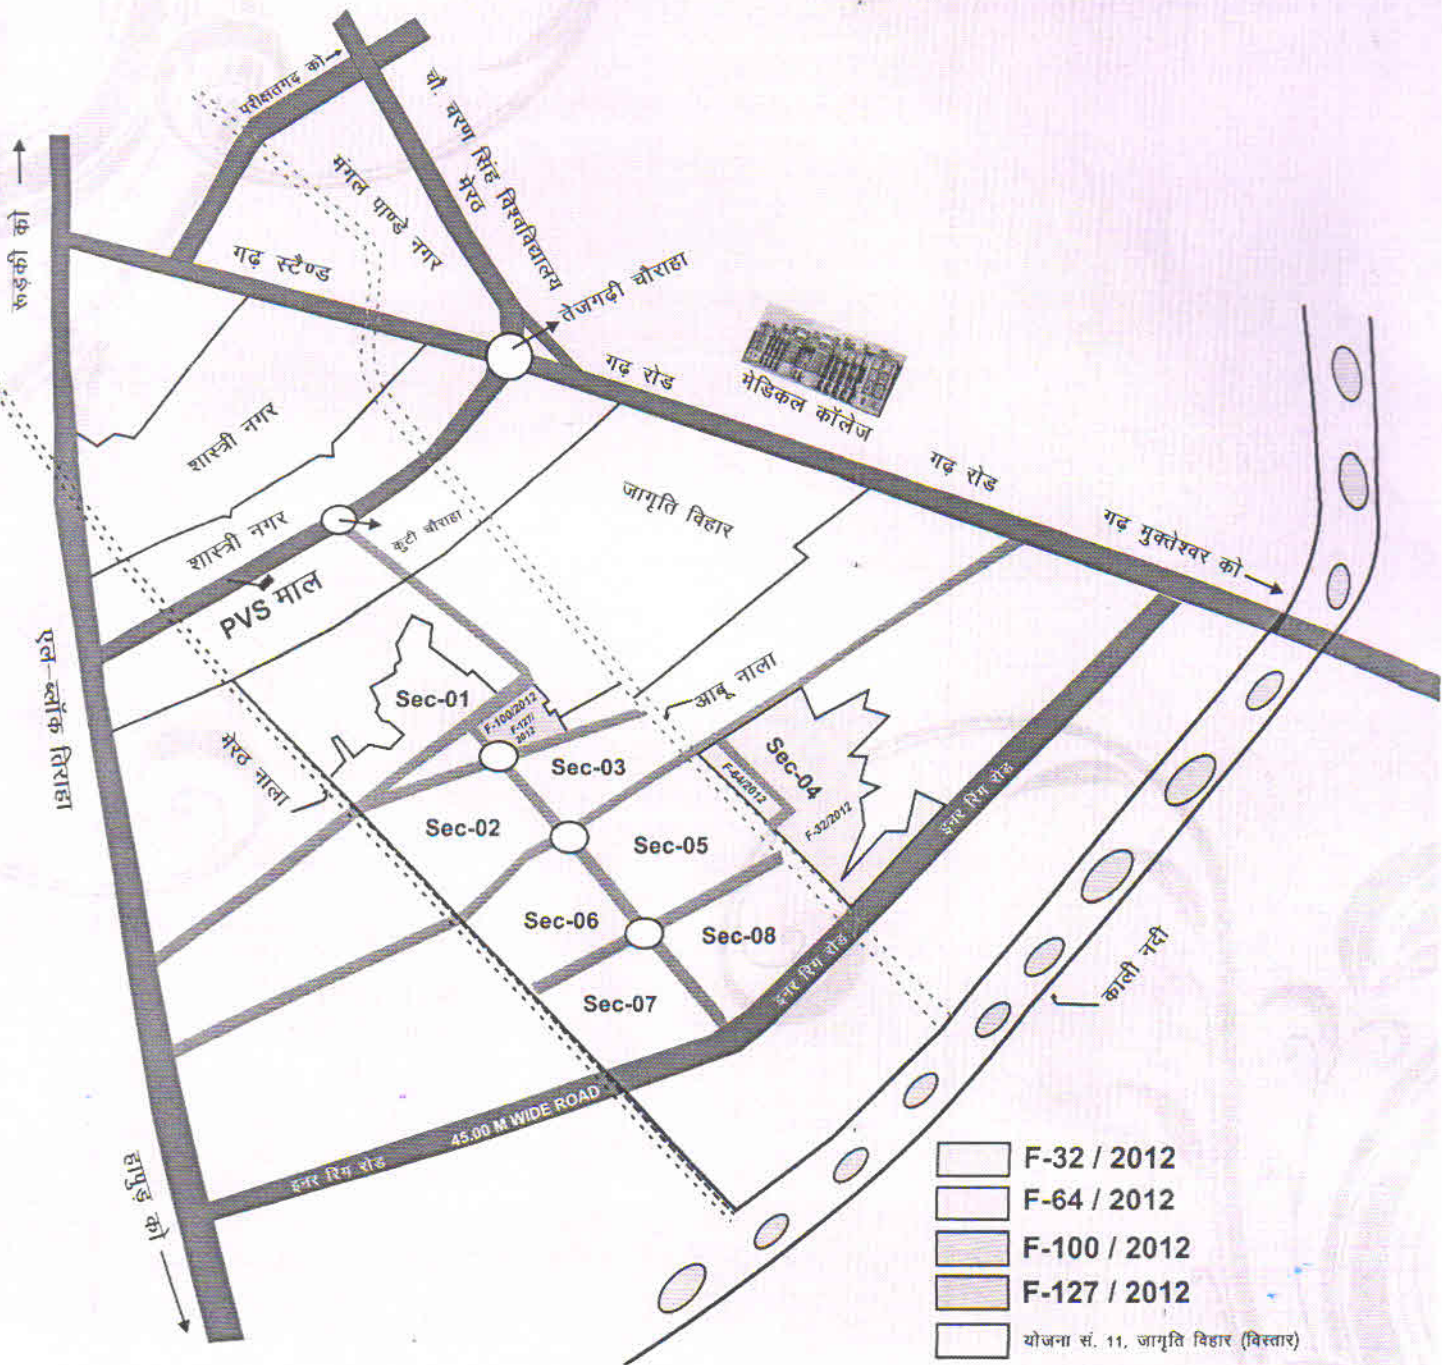 परीक्षतगढ़ को
चौ. चरण सिंह विश्वविद्यालय
मेरठ
मंगल पाण्डे नगर
रूड़की को
गढ़ स्टैण्ड
तेजगढ़ी चौराहा
गढ़ रोड
मेडिकल कॉलेज
गढ़ रोड
गढ़ मुक्तेश्वर को
शास्त्री नगर
जागृति विहार
शास्त्री नगर
कुटी चौराहा
PVS माल
एल-ब्लॉक तिराहा
Sec-01
F-100/2012
F-127/
2012
आबू नाला
मेरठ नाला
Sec-03
Sec-04
F-64/2012
F-32/2012
इनर रिंग रोड
Sec-02
Sec-05
Sec-06
Sec-08
इनर रिंग रोड
काली नदी
Sec-07
45.00 M WIDE ROAD
इनर रिंग रोड
हापुड़ को
F-32 / 2012
F-64 / 2012
F-100 / 2012
F-127 / 2012
योजना सं. 11, जागृति विहार (विस्तार)